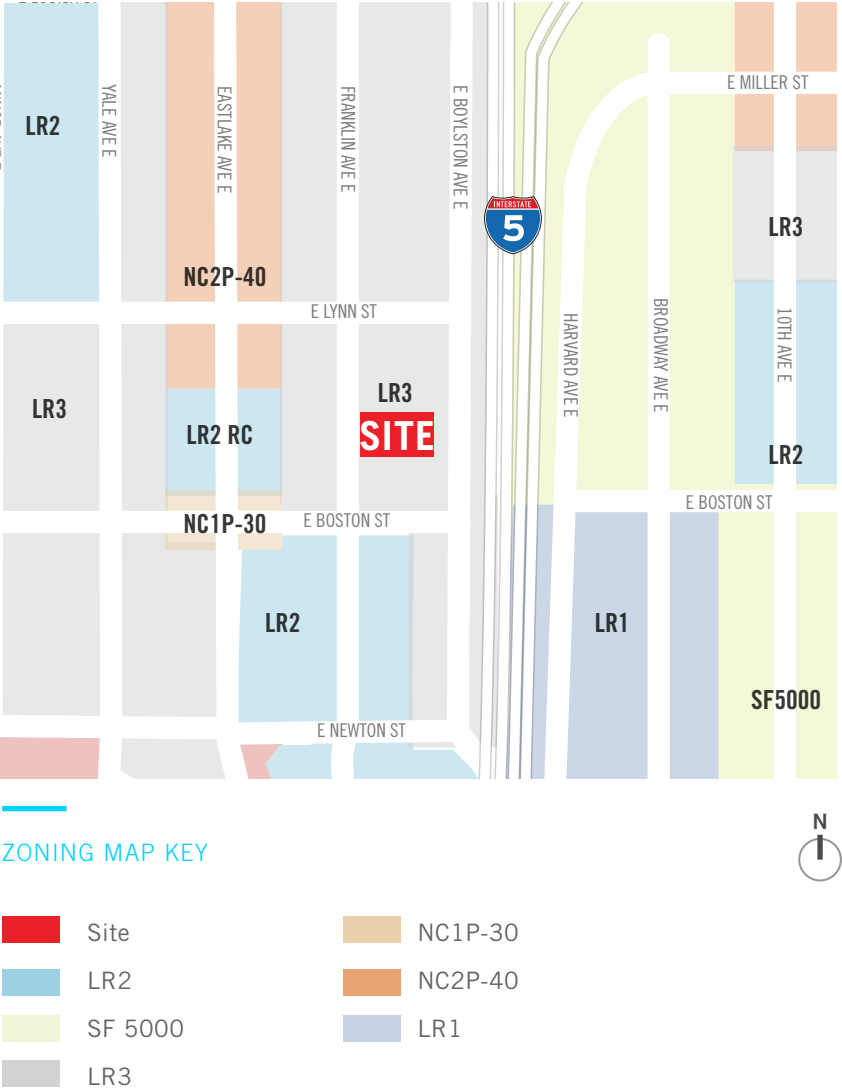 E MILLER ST
LR2
YALE AVE E
EASTLAKE AVE E
FRANKLIN AVE E
E BOYLSTON AVE E
INTERSTATE
5
LR3
NC2P-40
E LYNN ST
HARVARD AVE E
BROADWAY AVE E
10TH AVE E
LR3
LR3
SITE
LR2 RC
LR2
E BOSTON ST
NC1P-30
E BOSTON ST
LR2
LR1
SF5000
E NEWTON ST
N
ZONING MAP KEY
Site
LR2
SF 5000
LR3
NC1P-30
NC2P-40
LR1